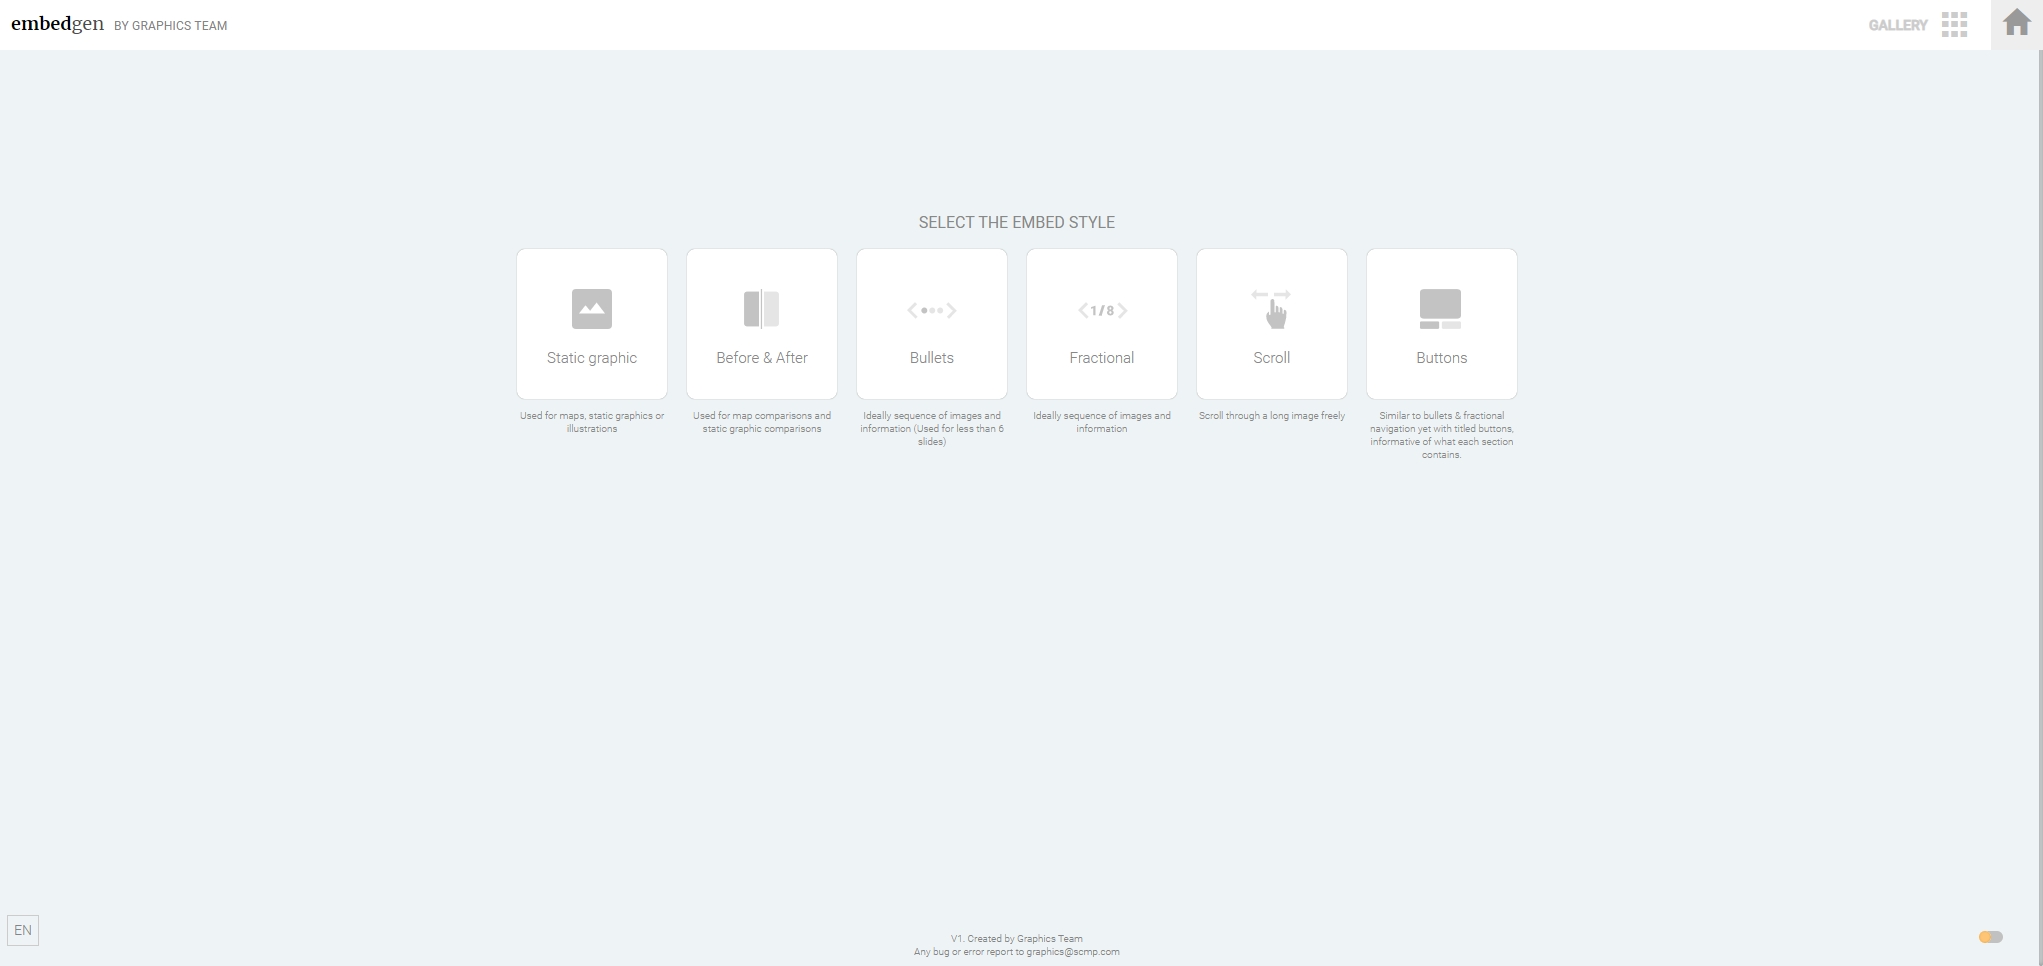 embedgen BY GRAPHICS TEAM
GALLERY
SELECT THE EMBED STYLE
Static graphic
Used for maps, static graphics or
illustrations
Before & After
Used for map comparisons and
static graphic comparisons
Bullets
Ideally sequence of images and
information (Used for less than 6
slides)
1/8
Fractional
Ideally sequence of images and
information
Scroll
Scroll through a long image freely
Buttons
Similar to bullets & fractional
navigation yet with titled buttons,
informative of what each section
contains.
EN
V1. Created by Graphics Team
Any bug or error report to graphics@scmp.com